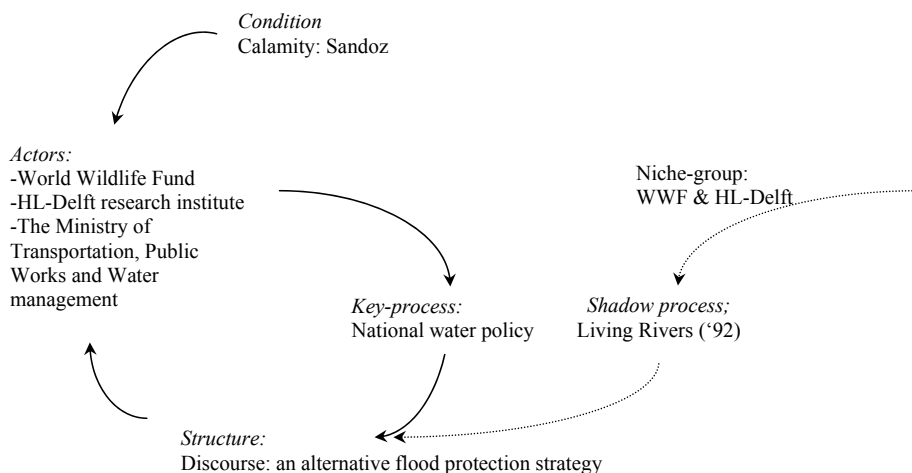 Condition
Calamity: Sandoz
Actors:
-World Wildlife Fund
-HL-Delft research institute
-The Ministry of
Transportation, Public
Works and Water
management
Niche-group:
WWF & HL-Delft
Key-process:
National water policy
Shadow process;
Living Rivers (‘92)
Structure:
Discourse: an alternative flood protection strategy